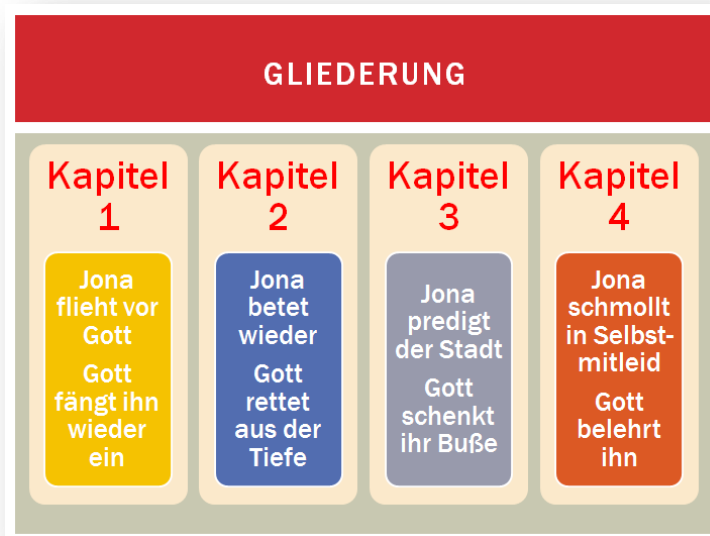 GLIEDERUNG
Kapitel
1
Jona
flieht vor
Gott
Gott
fängt ihn
wieder
ein
Kapitel
2
Jona
betet
wieder
Gott
rettet
aus der
Tiefe
Kapitel
3
Jona
predigt
der Stadt
Gott
schenkt
ihr Buße
Kapitel
4
Jona
schmollt
in Selbst-
mitleid
Gott
belehrt
ihn